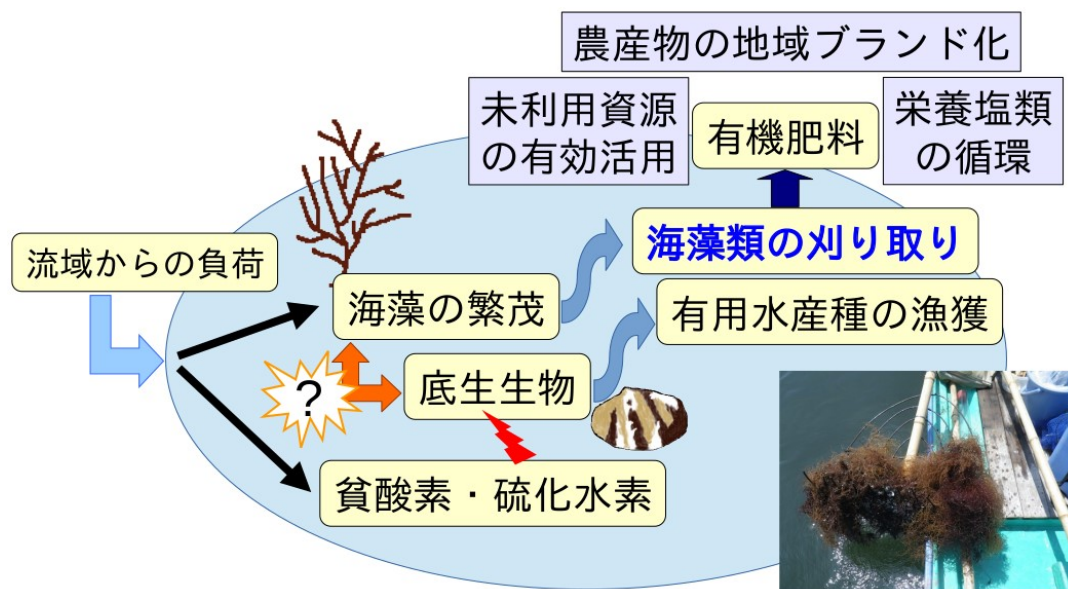 農産物の地域ブランド化
未利用資源
の有効活用
有機肥料
栄養塩類
の循環
海藻類の刈り取り
流域からの負荷
海藻の繁茂
有用水産種の漁獲
?
底生生物
貧酸素・硫化水素